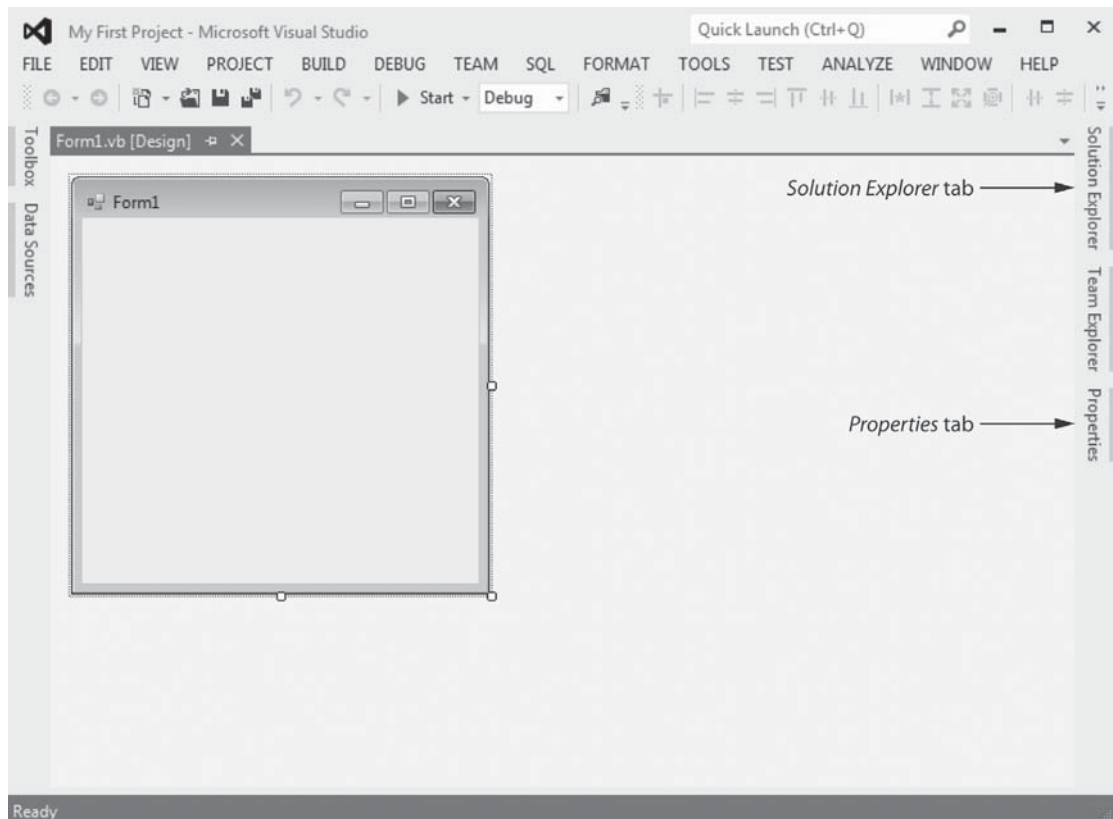 My First Project - Microsoft Visual Studio
Quick Launch (Ctrl+Q)
FILE EDIT VIEW PROJECT BUILD DEBUG TEAM SQL FORMAT TOOLS TEST ANALYZE WINDOW HELP
Start Debug
Form1.vb [Design]
Toolbox
Data Sources
Form1
Solution Explorer tab
Properties tab
Solution Explorer
Team Explorer
Properties
Ready